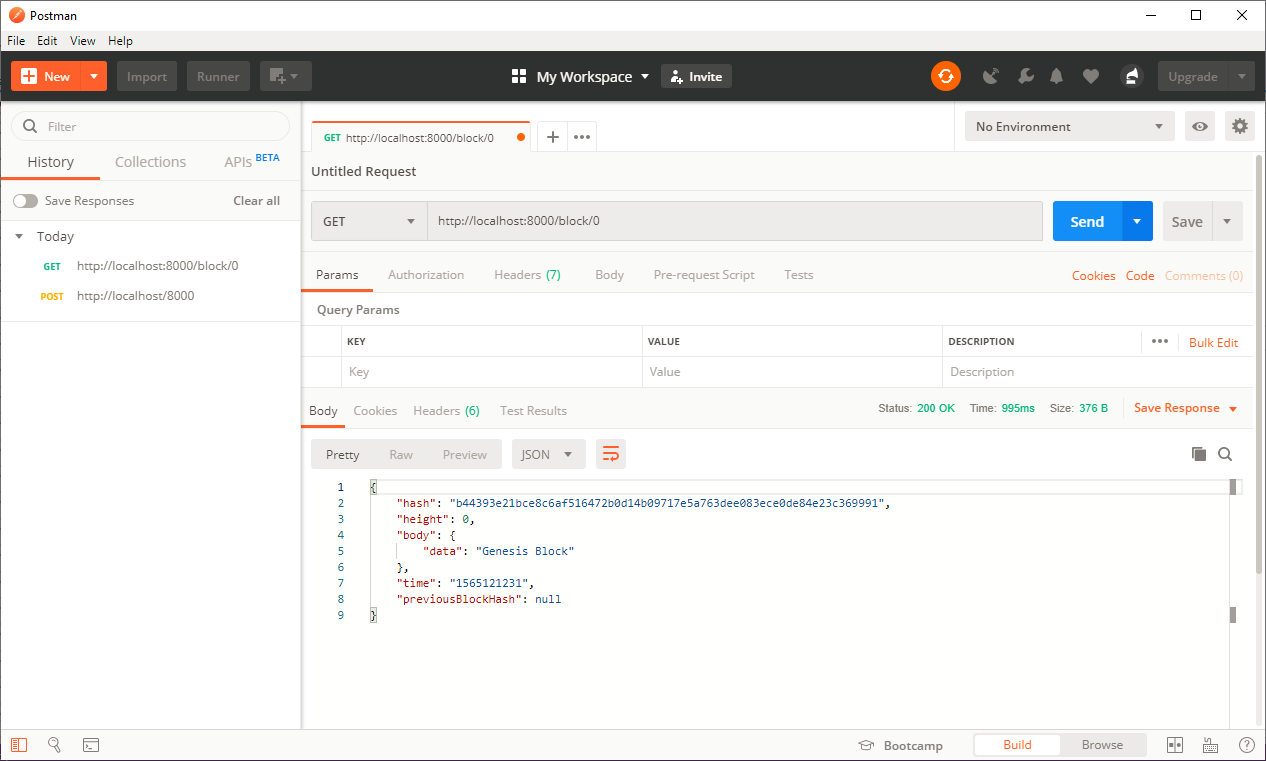 Postman
File Edit View Help
New Import Runner My Workspace Invite Upgrade
Filter
History Collections APIs BETA
Save Responses Clear all
Today
GET http://localhost:8000/block/0
POST http://localhost/8000
GET http://localhost:8000/block/0
No Environment
Untitled Request
GET http://localhost:8000/block/0 Send Save
Params Authorization Headers (7) Body Pre-request Script Tests Cookies Code Comments (0)
Query Params
KEY VALUE DESCRIPTION Bulk Edit
Key Value Description
Body Cookies Headers (6) Test Results Status: 200 OK Time: 995ms Size: 376 B Save Response
Pretty Raw Preview JSON
1 {
2 "hash": "b44393e21bce8c6af516472b0d14b09717e5a763dee083ece0de84e23c369991",
3 "height": 0,
4 "body": {
5 "data": "Genesis Block"
6 },
7 "time": "1565121231",
8 "previousBlockHash": null
9 }
Bootcamp Build Browse